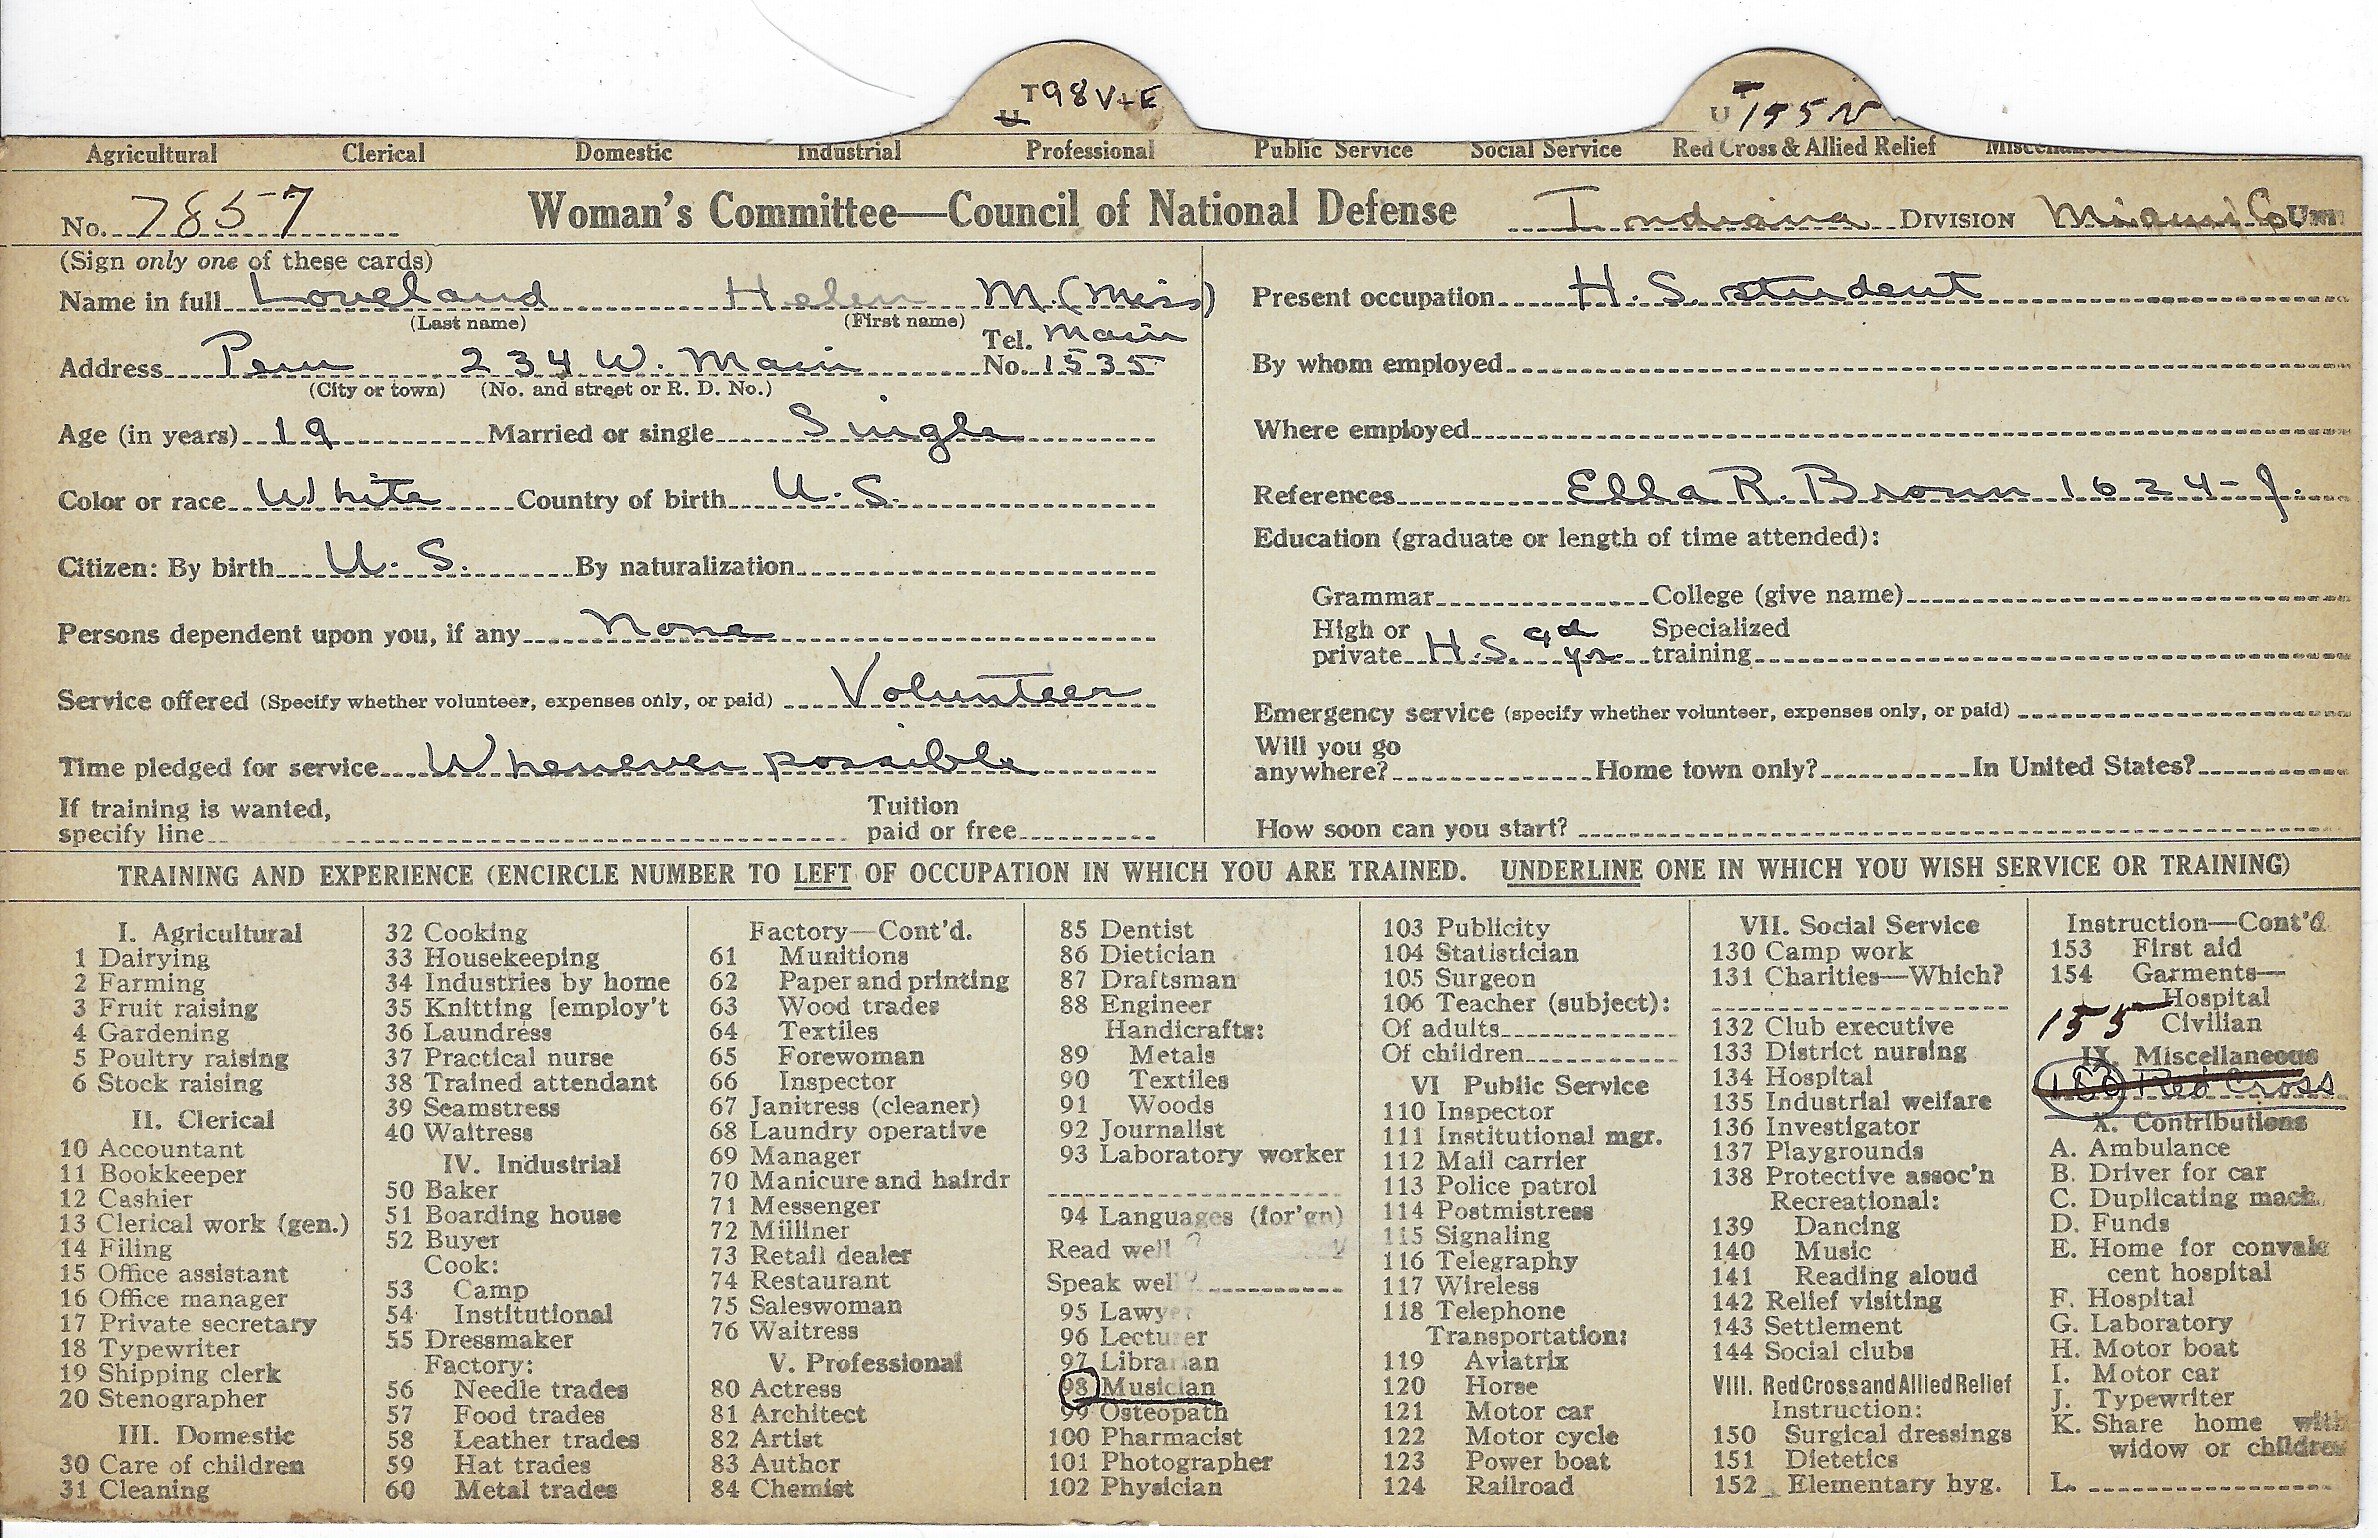 T98 V+E
U
U 155 N
Agricultural Clerical Domestic Industrial Professional Public Service Social Service Red Cross & Allied Relief
No. 7857 Woman's Committee—Council of National Defense Indiana DIVISION Miami Co UNIT
(Sign only one of these cards)
Name in full Loveland Helen M. (Miss)
(Last name) (First name)
Address Peru 234 W. Main Tel. No. Main 1535
(City or town) (No. and street or R. D. No.)
Age (in years) 19 Married or single Single
Color or race White Country of birth U.S.
Citizen: By birth U.S. By naturalization
Persons dependent upon you, if any None
Service offered (Specify whether volunteer, expenses only, or paid) Volunteer
Time pledged for service Whenever possible
If training is wanted,
specify line
Tuition
paid or free
Present occupation H.S. student
By whom employed
Where employed
References Ella R. Brown 1624-J.
Education (graduate or length of time attended):
Grammar College (give name)
High or
private H.S. yr.
Specialized
training
Emergency service (specify whether volunteer, expenses only, or paid)
Will you go
anywhere? Home town only? In United States?
How soon can you start?
TRAINING AND EXPERIENCE (ENCIRCLE NUMBER TO LEFT OF OCCUPATION IN WHICH YOU ARE TRAINED. UNDERLINE ONE IN WHICH YOU WISH SERVICE OR TRAINING)
I. Agricultural
1 Dairying
2 Farming
3 Fruit raising
4 Gardening
5 Poultry raising
6 Stock raising
II. Clerical
10 Accountant
11 Bookkeeper
12 Cashier
13 Clerical work (gen.)
14 Filing
15 Office assistant
16 Office manager
17 Private secretary
18 Typewriter
19 Shipping clerk
20 Stenographer
III. Domestic
30 Care of children
31 Cleaning
32 Cooking
33 Housekeeping
34 Industries by home
35 Knitting [employ't
36 Laundress
37 Practical nurse
38 Trained attendant
39 Seamstress
40 Waitress
IV. Industrial
50 Baker
51 Boarding house
52 Buyer
Cook:
53 Camp
54 Institutional
55 Dressmaker
Factory:
56 Needle trades
57 Food trades
58 Leather trades
59 Hat trades
60 Metal trades
Factory—Cont'd.
61 Munitions
62 Paper and printing
63 Wood trades
64 Textiles
65 Forewoman
66 Inspector
67 Janitress (cleaner)
68 Laundry operative
69 Manager
70 Manicure and hairdr
71 Messenger
72 Milliner
73 Retail dealer
74 Restaurant
75 Saleswoman
76 Waitress
V. Professional
80 Actress
81 Architect
82 Artist
83 Author
84 Chemist
85 Dentist
86 Dietician
87 Draftsman
88 Engineer
Handicrafts:
89 Metals
90 Textiles
91 Woods
92 Journalist
93 Laboratory worker
94 Languages (for'gn)
Read well?
Speak well?
95 Lawyer
96 Lecturer
97 Librarian
98 Musician
99 Osteopath
100 Pharmacist
101 Photographer
102 Physician
103 Publicity
104 Statistician
105 Surgeon
106 Teacher (subject):
Of adults
Of children
VI Public Service
110 Inspector
111 Institutional mgr.
112 Mail carrier
113 Police patrol
114 Postmistress
115 Signaling
116 Telegraphy
117 Wireless
118 Telephone
Transportation:
119 Aviatrix
120 Horse
121 Motor car
122 Motor cycle
123 Power boat
124 Railroad
VII. Social Service
130 Camp work
131 Charities—Which?
132 Club executive
133 District nursing
134 Hospital
135 Industrial welfare
136 Investigator
137 Playgrounds
138 Protective assoc'n
Recreational:
139 Dancing
140 Music
141 Reading aloud
142 Relief visiting
143 Settlement
144 Social clubs
VIII. Red Cross and Allied Relief
Instruction:
150 Surgical dressings
151 Dietetics
152 Elementary hyg.
Instruction—Cont'd
153 First aid
154 Garments—
Hospital
155 Civilian
IX. Miscellaneous
Red Cross
X. Contributions
A. Ambulance
B. Driver for car
C. Duplicating mach.
D. Funds
E. Home for convales
cent hospital
F. Hospital
G. Laboratory
H. Motor boat
I. Motor car
J. Typewriter
K. Share home with
widow or children
L.